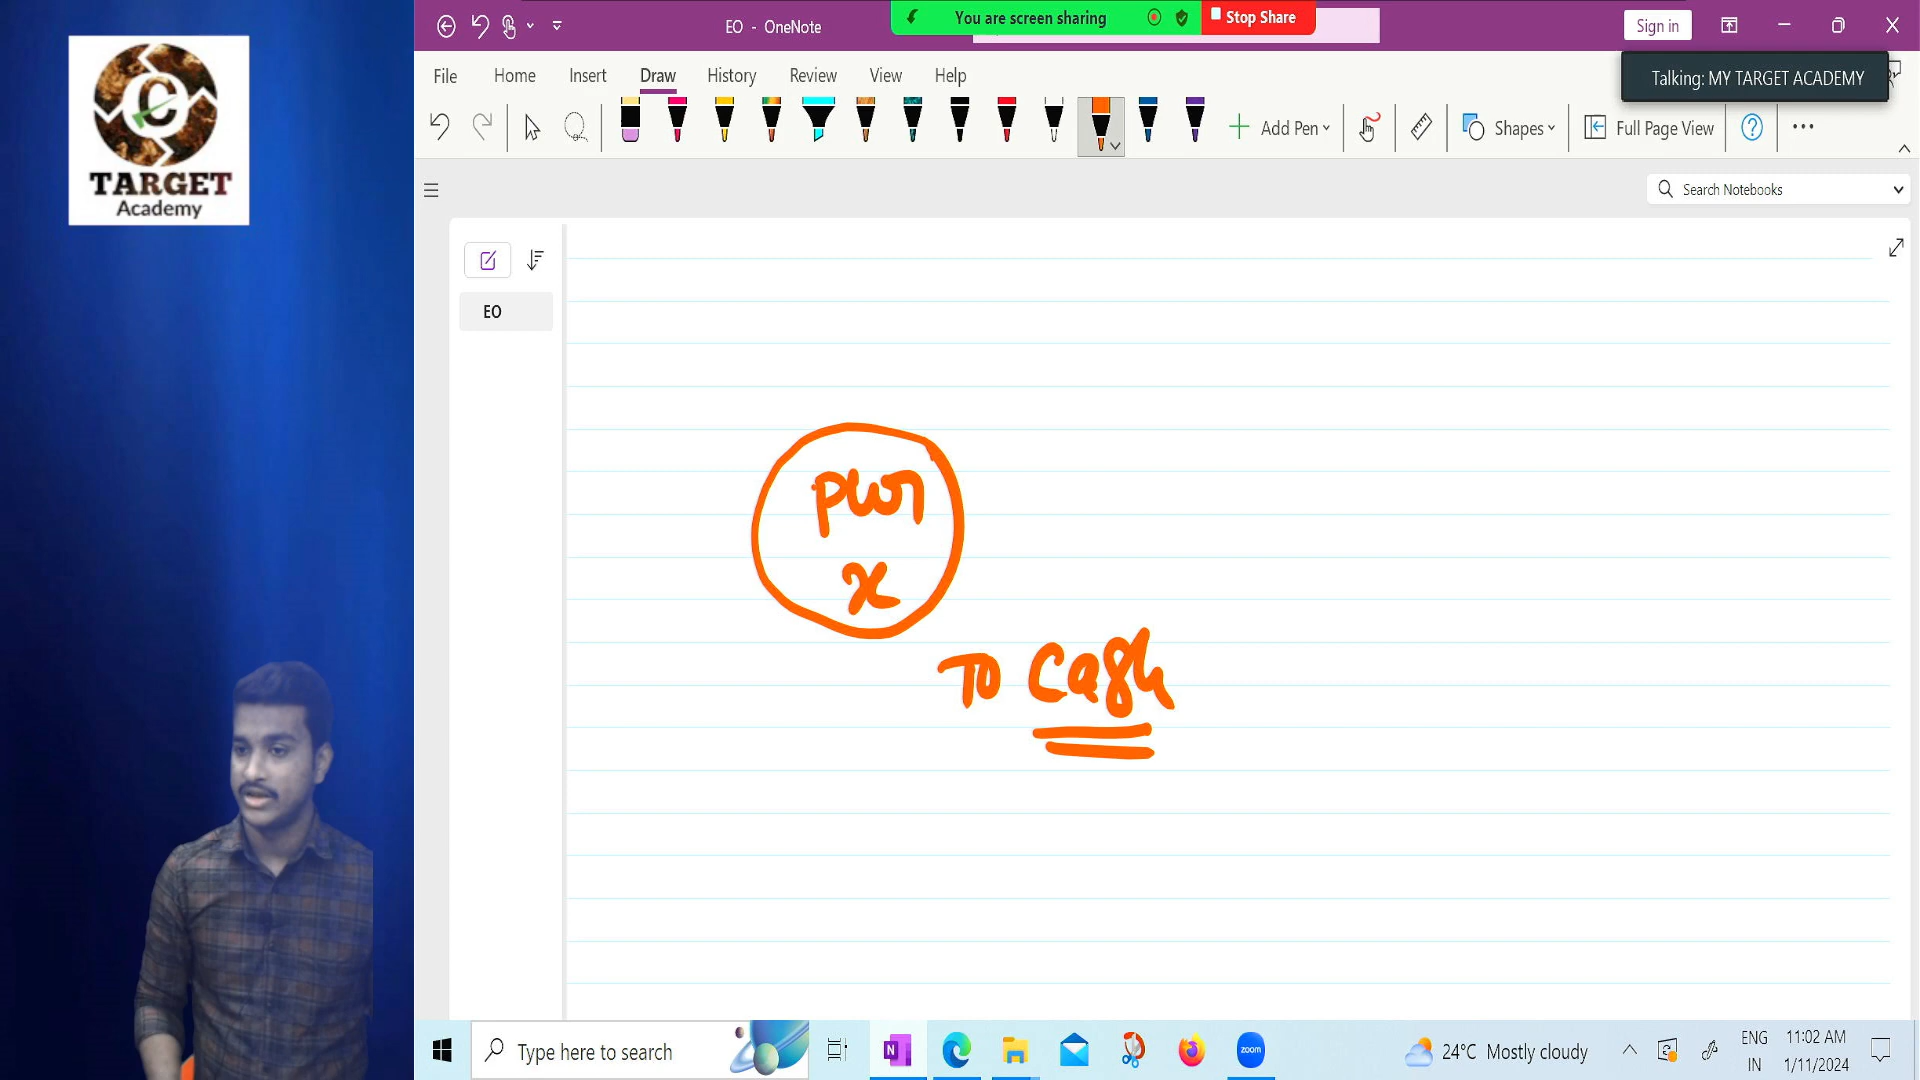 TARGET
Academy
EO - OneNote
You are screen sharing
Stop Share
Sign in
Talking: MY TARGET ACADEMY
File Home Insert Draw History Review View Help
Add Pen
Shapes
Full Page View
Search Notebooks
EO
x
To Cash
Type here to search
zoom
24°C Mostly cloudy
ENG
IN
11:02 AM
1/11/2024